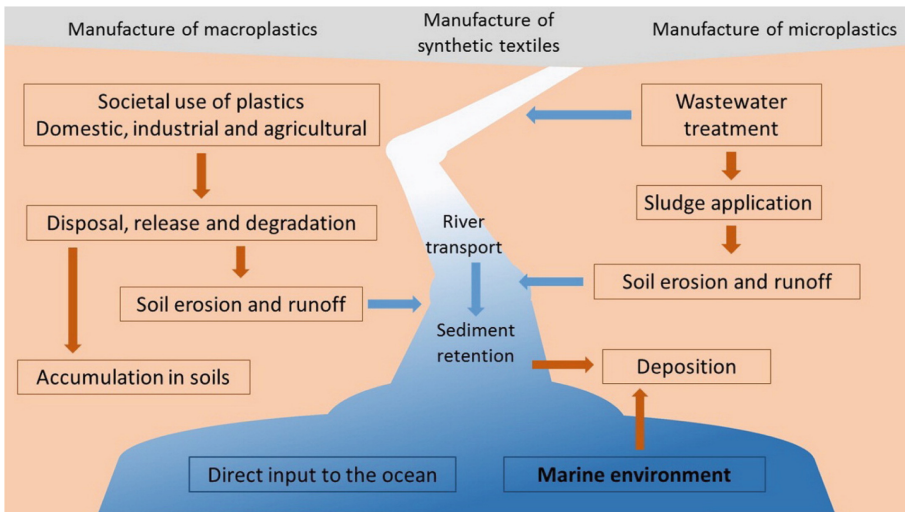 Manufacture of macroplastics
Manufacture of
synthetic textiles
Manufacture of microplastics
Societal use of plastics
Domestic, industrial and agricultural
Wastewater
treatment
Disposal, release and degradation
Sludge application
River
transport
Soil erosion and runoff
Soil erosion and runoff
Sediment
retention
Accumulation in soils
Deposition
Direct input to the ocean
Marine environment